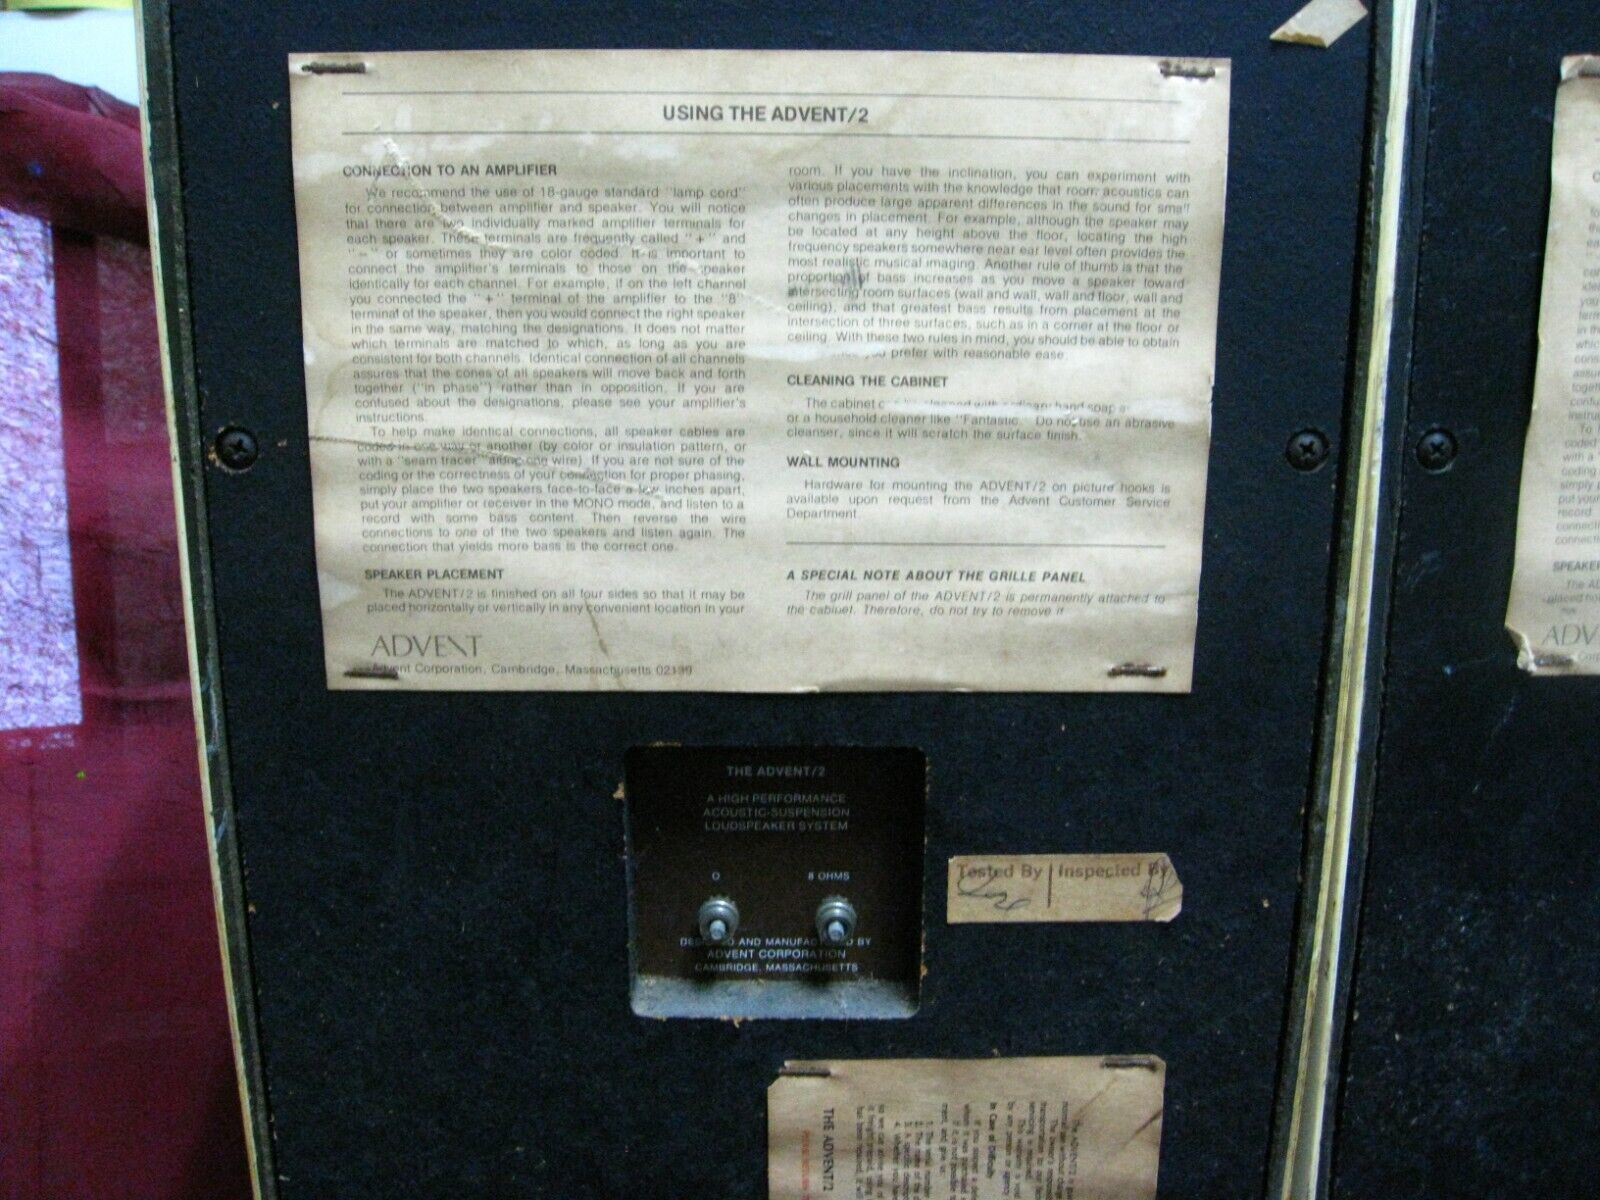 USING THE ADVENT/2
CONNECTION TO AN AMPLIFIER
We recommend the use of 18-gauge standard "lamp cord"
for connection between amplifier and speaker. You will notice
that there are two individually marked amplifier terminals for
each speaker. These terminals are frequently called "+" and
"−" or sometimes they are color coded. It is important to
connect the amplifier's terminals to those on the speaker
identically for each channel. For example, if on the left channel
you connected the "+" terminal of the amplifier to the "8"
terminal of the speaker, then you would connect the right speaker
in the same way, matching the designations. It does not matter
which terminals are matched to which, as long as you are
consistent for both channels. Identical connection of all channels
assures that the cones of all speakers will move back and forth
together ("in phase") rather than in opposition. If you are
confused about the designations, please see your amplifier's
instructions.
To help make identical connections, all speaker cables are
coded in one way or another (by color or insulation pattern, or
with a "seam tracer" along one wire). If you are not sure of the
coding or the correctness of your connection for proper phasing,
simply place the two speakers face-to-face a few inches apart,
put your amplifier or receiver in the MONO mode, and listen to a
record with some bass content. Then reverse the wire
connections to one of the two speakers and listen again. The
connection that yields more bass is the correct one.
SPEAKER PLACEMENT
The ADVENT/2 is finished on all four sides so that it may be
placed horizontally or vertically in any convenient location in your
room. If you have the inclination, you can experiment with
various placements with the knowledge that room acoustics can
often produce large apparent differences in the sound for small
changes in placement. For example, although the speaker may
be located at any height above the floor, locating the high
frequency speakers somewhere near ear level often provides the
most realistic musical imaging. Another rule of thumb is that the
proportion of bass increases as you move a speaker toward
intersecting room surfaces (wall and wall, wall and floor, wall and
ceiling), and that greatest bass results from placement at the
intersection of three surfaces, such as in a corner at the floor or
ceiling. With these two rules in mind, you should be able to obtain
you prefer with reasonable ease.
CLEANING THE CABINET
The cabinet cleaned with ordinary hand soap
or a household cleaner like "Fantastic." Do not use an abrasive
cleanser, since it will scratch the surface finish.
WALL MOUNTING
Hardware for mounting the ADVENT/2 on picture hooks is
available upon request from the Advent Customer Service
Department.
A SPECIAL NOTE ABOUT THE GRILLE PANEL
The grill panel of the ADVENT/2 is permanently attached to
the cabinet. Therefore, do not try to remove it
ADVENT
Advent Corporation, Cambridge, Massachusetts 02139
THE ADVENT/2
A HIGH PERFORMANCE
ACOUSTIC-SUSPENSION
LOUDSPEAKER SYSTEM
O 8 OHMS
DESIGNED AND MANUFACTURED BY
ADVENT CORPORATION
CAMBRIDGE, MASSACHUSETTS
Tested By Inspected By
THE ADVENT/2
In Case of Difficulty
SPEAKER
The AD
ADVE